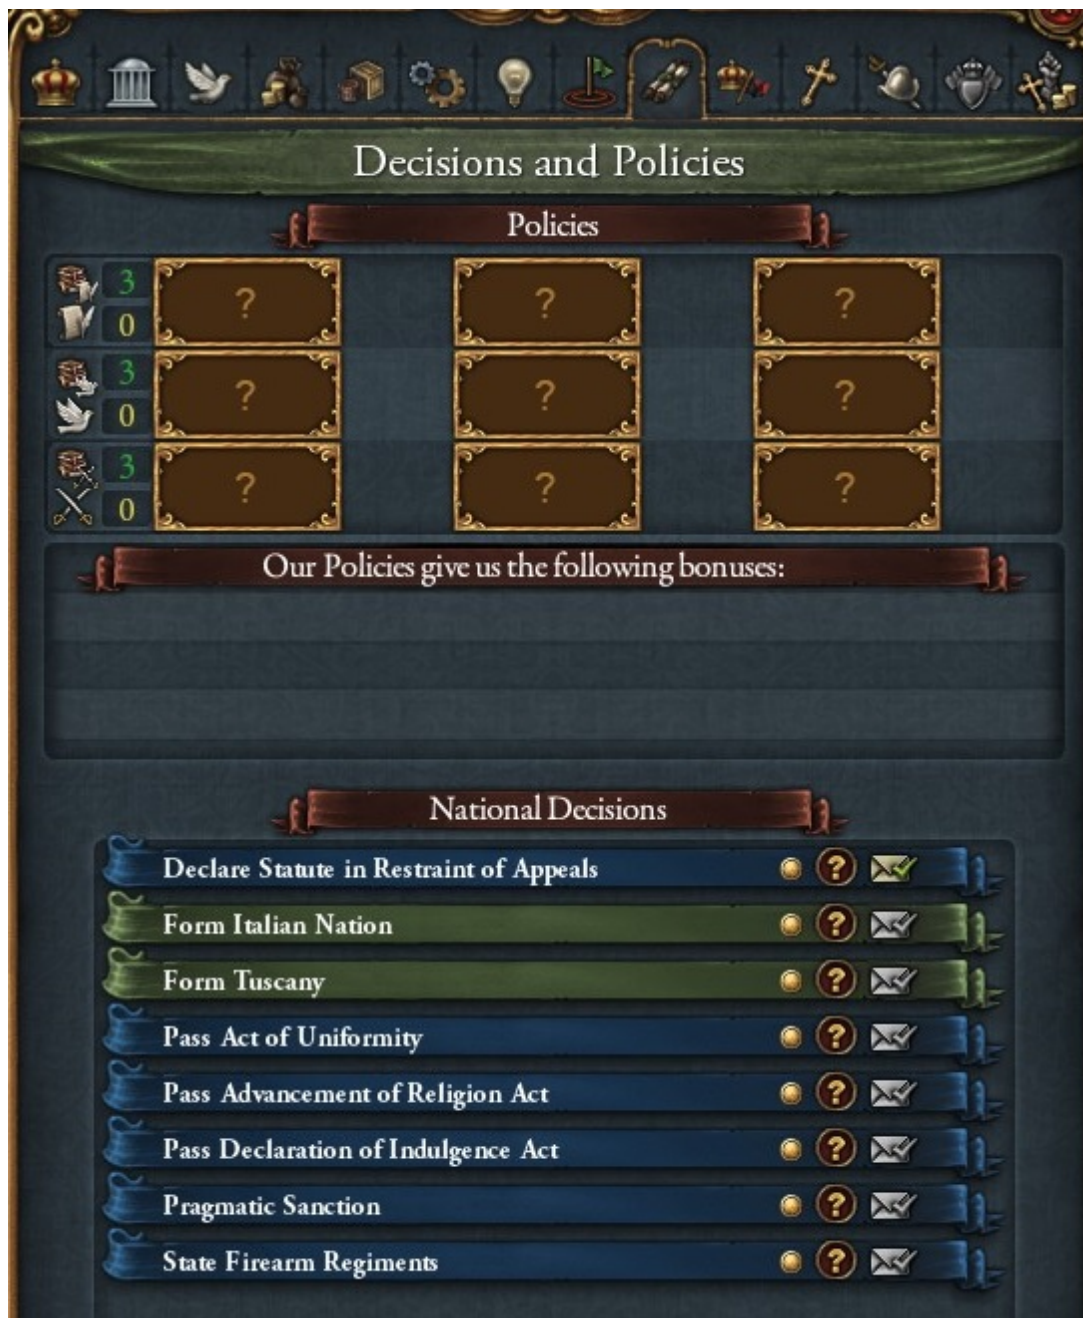 Decisions and Policies
Policies
3
0
?
?
?
3
0
?
?
?
3
0
?
?
?
Our Policies give us the following bonuses:
National Decisions
Declare Statute in Restraint of Appeals ?
Form Italian Nation ?
Form Tuscany ?
Pass Act of Uniformity ?
Pass Advancement of Religion Act ?
Pass Declaration of Indulgence Act ?
Pragmatic Sanction ?
State Firearm Regiments ?